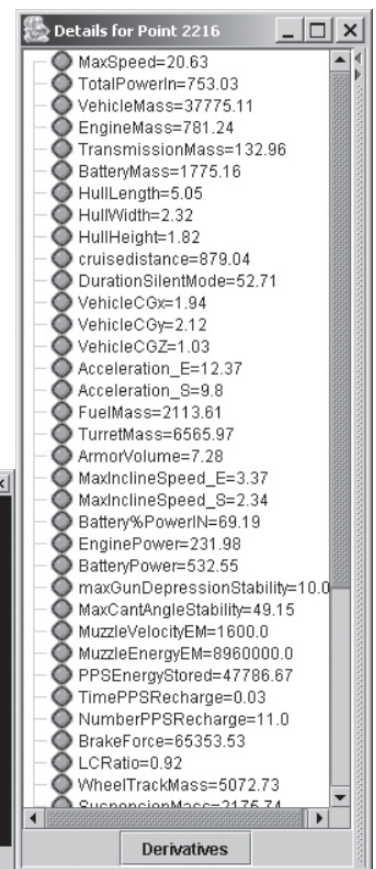 Details for Point 2216
MaxSpeed=20.63
TotalPowerIn=753.03
VehicleMass=37775.11
EngineMass=781.24
TransmissionMass=132.96
BatteryMass=1775.16
HullLength=5.05
HullWidth=2.32
HullHeight=1.82
cruisedistance=879.04
DurationSilentMode=52.71
VehicleCGx=1.94
VehicleCGy=2.12
VehicleCGZ=1.03
Acceleration_E=12.37
Acceleration_S=9.8
FuelMass=2113.61
TurretMass=6565.97
ArmorVolume=7.28
MaxInclineSpeed_E=3.37
MaxInclineSpeed_S=2.34
Battery%PowerIN=69.19
EnginePower=231.98
BatteryPower=532.55
maxGunDepressionStability=10.0
MaxCantAngleStability=49.15
MuzzleVelocityEM=1600.0
MuzzleEnergyEM=8960000.0
PPSEnergyStored=47786.67
TimePPSRecharge=0.03
NumberPPSRecharge=11.0
BrakeForce=65353.53
LCRatio=0.92
WheelTrackMass=5072.73
SuspensionMass=2175.74
Derivatives